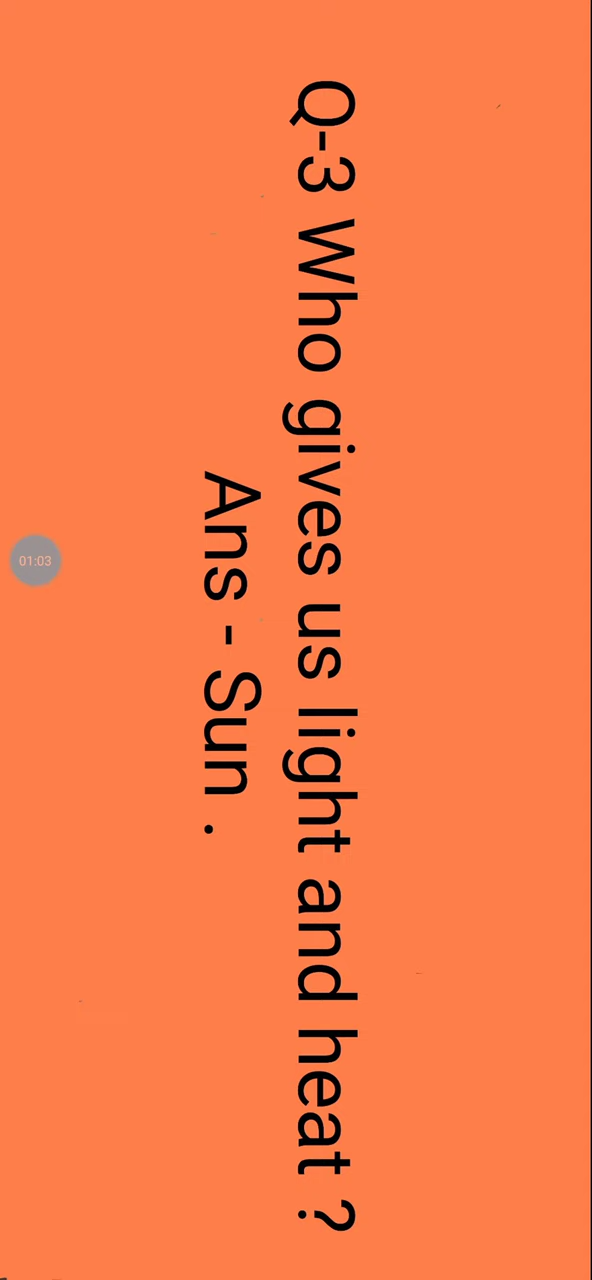 Q-3 Who gives us light and heat ?
Ans - Sun .
01:03